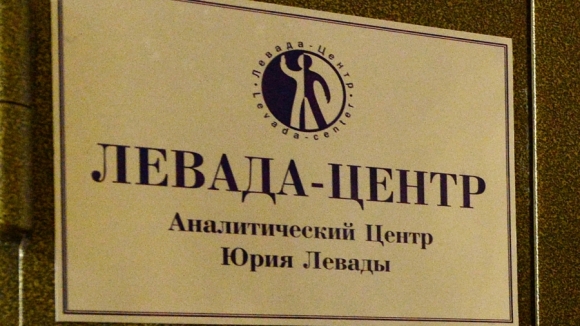 • Левада-Центр •
Levada-center
ЛЕВАДА-ЦЕНТР
Аналитический Центр
Юрия Левады